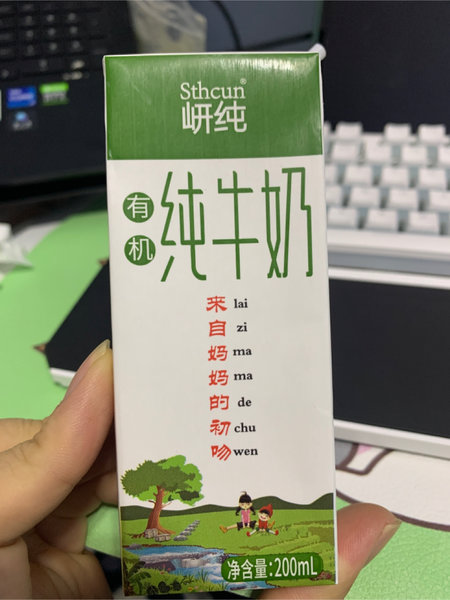 Sthcun®
岍纯
有机
纯牛奶
来 lai
自 zi
妈 ma
妈 ma
的 de
初 chu
吻 wen
净含量:200mL